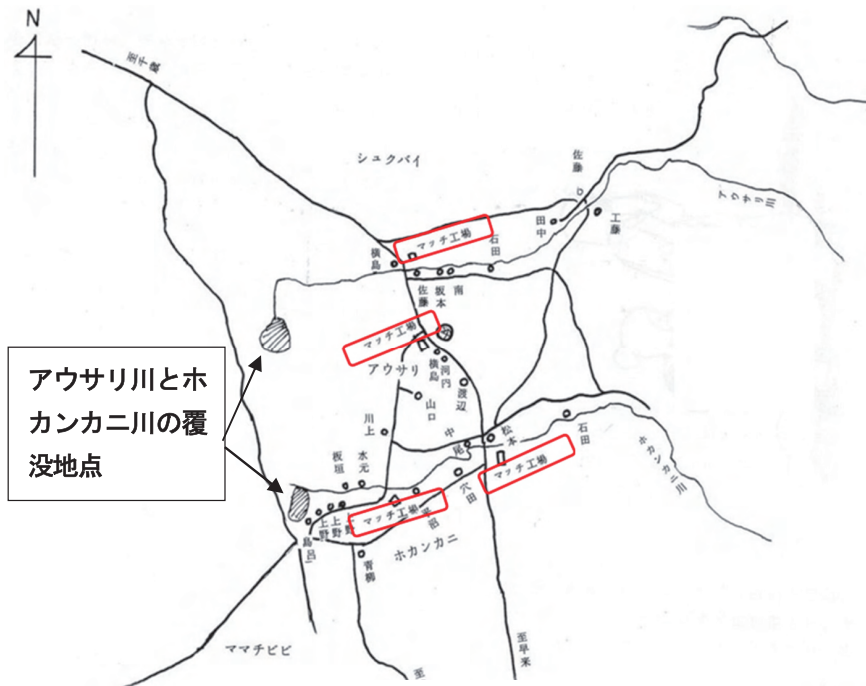 N
至千歳
シュクバイ
佐藤
アウサリ川
工藤
田中
石田
マッチ工場
横島
佐藤
坂本
南
マッチ工場
アウサリ
横島
河門
渡辺
山口
川上
アウサリ川とホ
カンカニ川の覆
没地点
中尾
松本
石田
ホカンカニ川
板垣
水元
マッチ工場
穴田
マッチ工場
上野
上野
ホカンカニ
青柳
ママチビビ
至早来
至